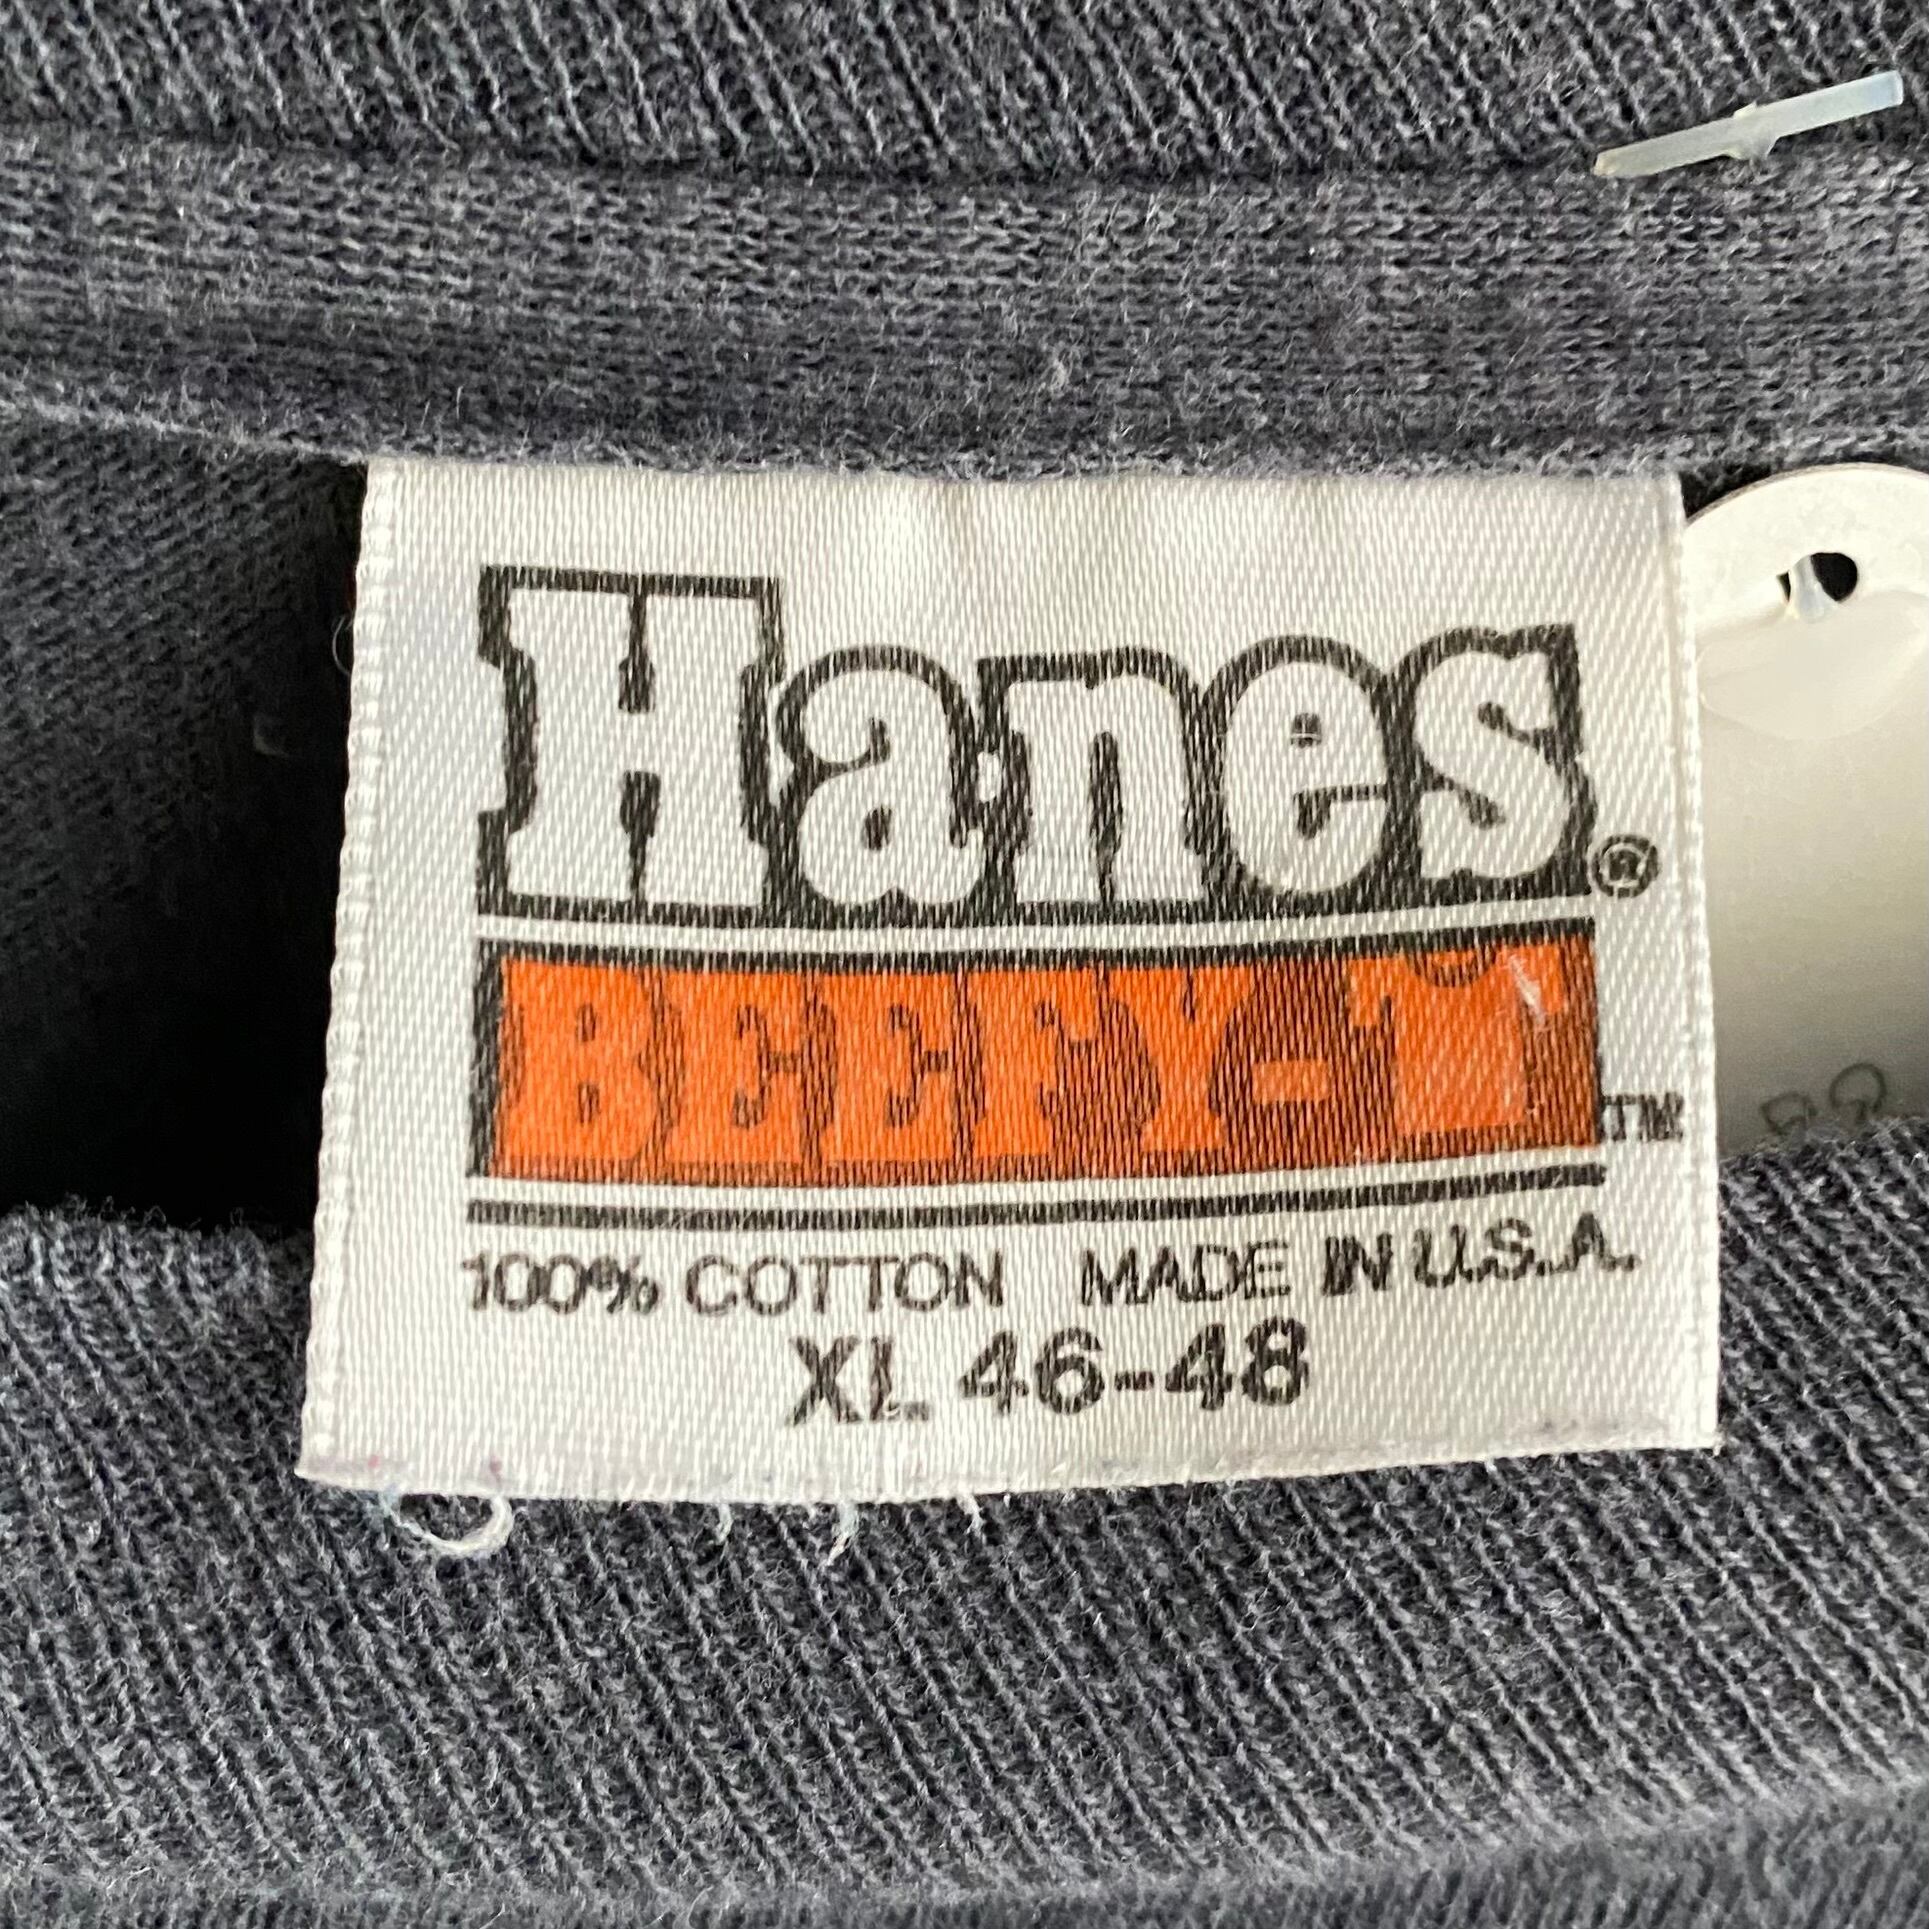 Hanes®
BEEFY-T™
100% COTTON MADE IN U.S.A.
XL 46-48